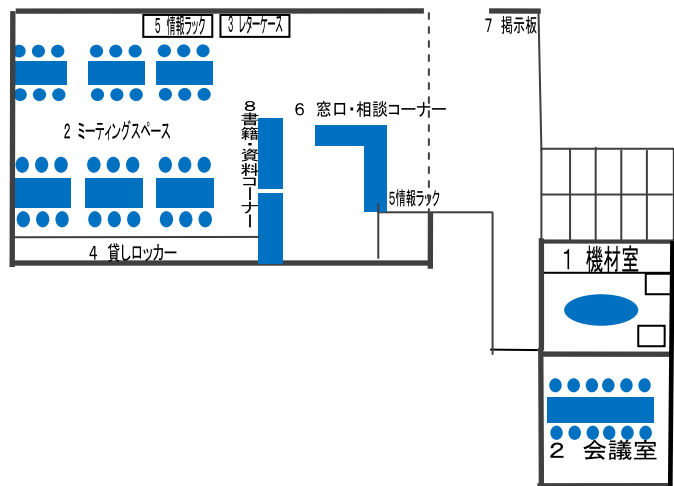 5 情報ラック
3 レターケース
7 掲示板
8書籍・資料コーナー
6 窓口・相談コーナー
2 ミーティングスペース
5情報ラック
4 貸しロッカー
1 機材室
2 会議室